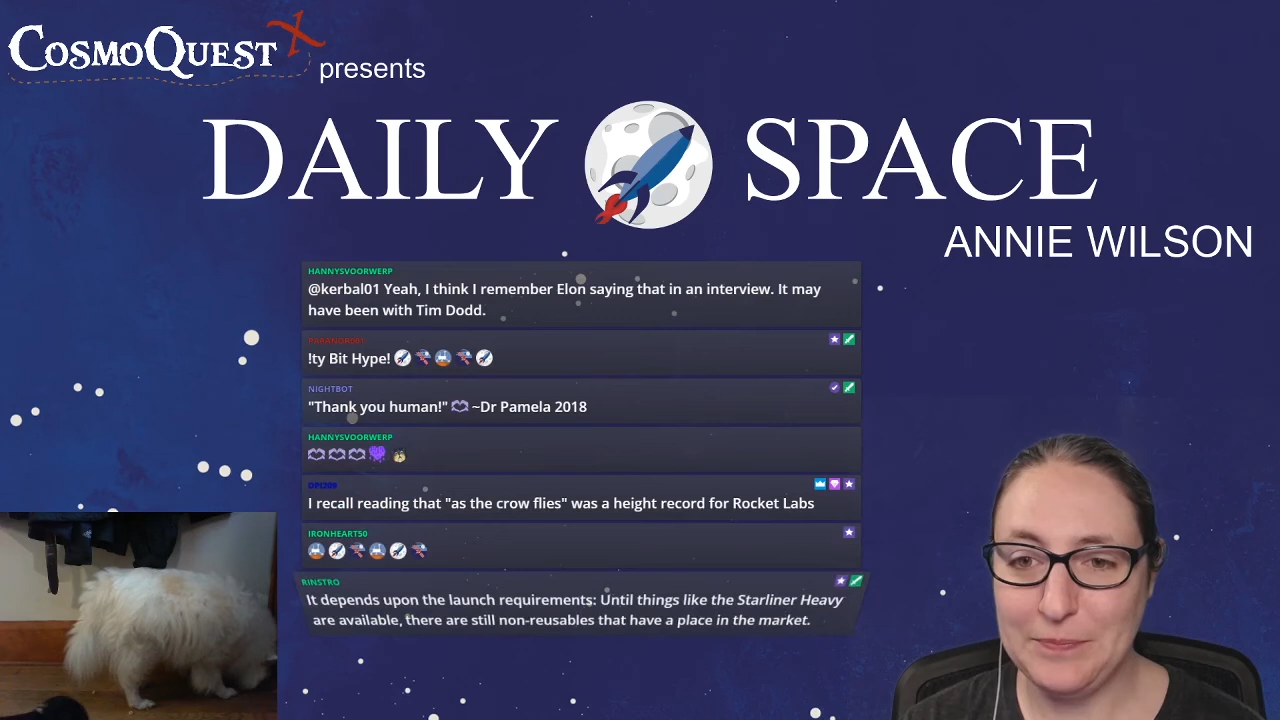 COSMOQUEST X
presents
DAILY SPACE
ANNIE WILSON
HANNYSVOORWERP
@kerbal01 Yeah, I think I remember Elon saying that in an interview. It may
have been with Tim Dodd.
!ty Bit Hype!
NIGHTBOT
"Thank you human!" ~Dr Pamela 2018
HANNYSVOORWERP
DPI209
I recall reading that "as the crow flies" was a height record for Rocket Labs
IRONHEART50
RINSTRO
It depends upon the launch requirements: Until things like the Starliner Heavy
are available, there are still non-reusables that have a place in the market.